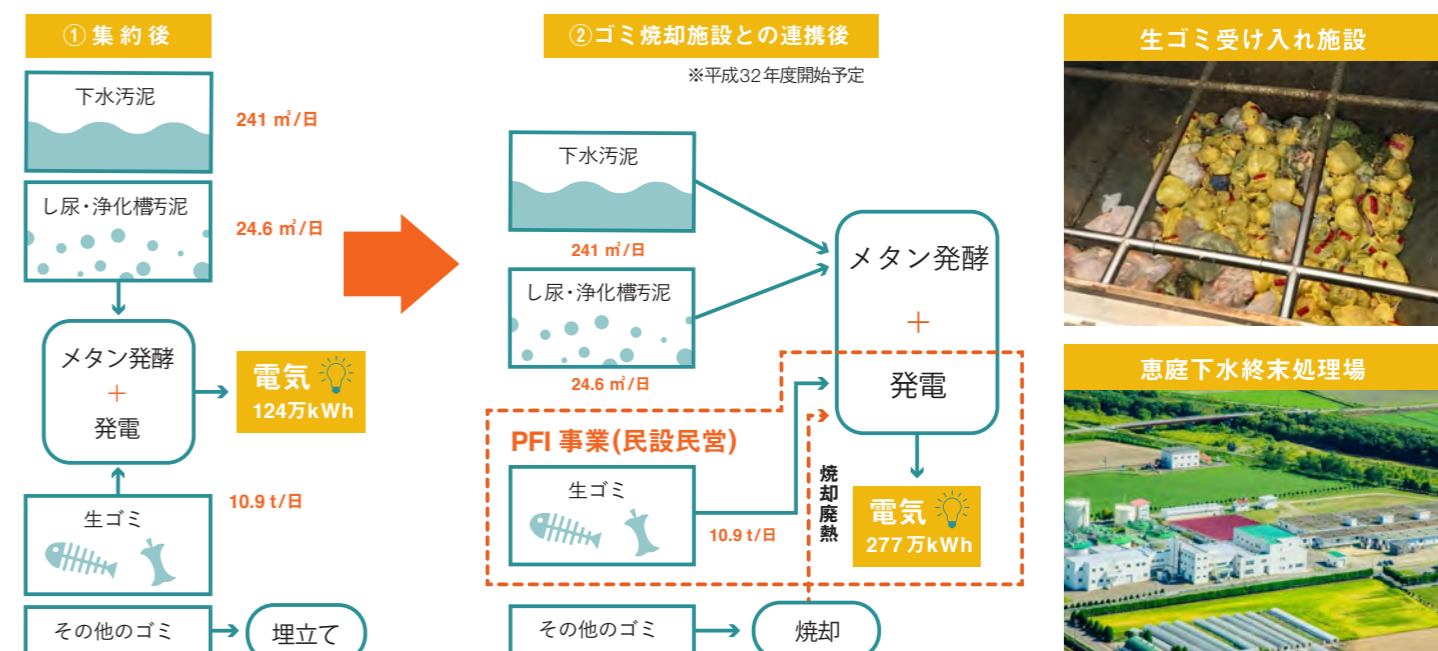 ①集約後
下水汚泥
241 ㎥/日
し尿・浄化槽汚泥
24.6 ㎥/日
メタン発酵
+
発電
電気
124万kWh
生ゴミ
10.9 t/日
その他のゴミ
埋立て
②ゴミ焼却施設との連携後
※平成32年度開始予定
下水汚泥
241 ㎥/日
し尿・浄化槽汚泥
24.6 ㎥/日
メタン発酵
+
発電
PFI 事業(民設民営)
生ゴミ
10.9 t/日
焼却廃熱
電気
277万kWh
その他のゴミ
焼却
生ゴミ受け入れ施設
恵庭下水終末処理場